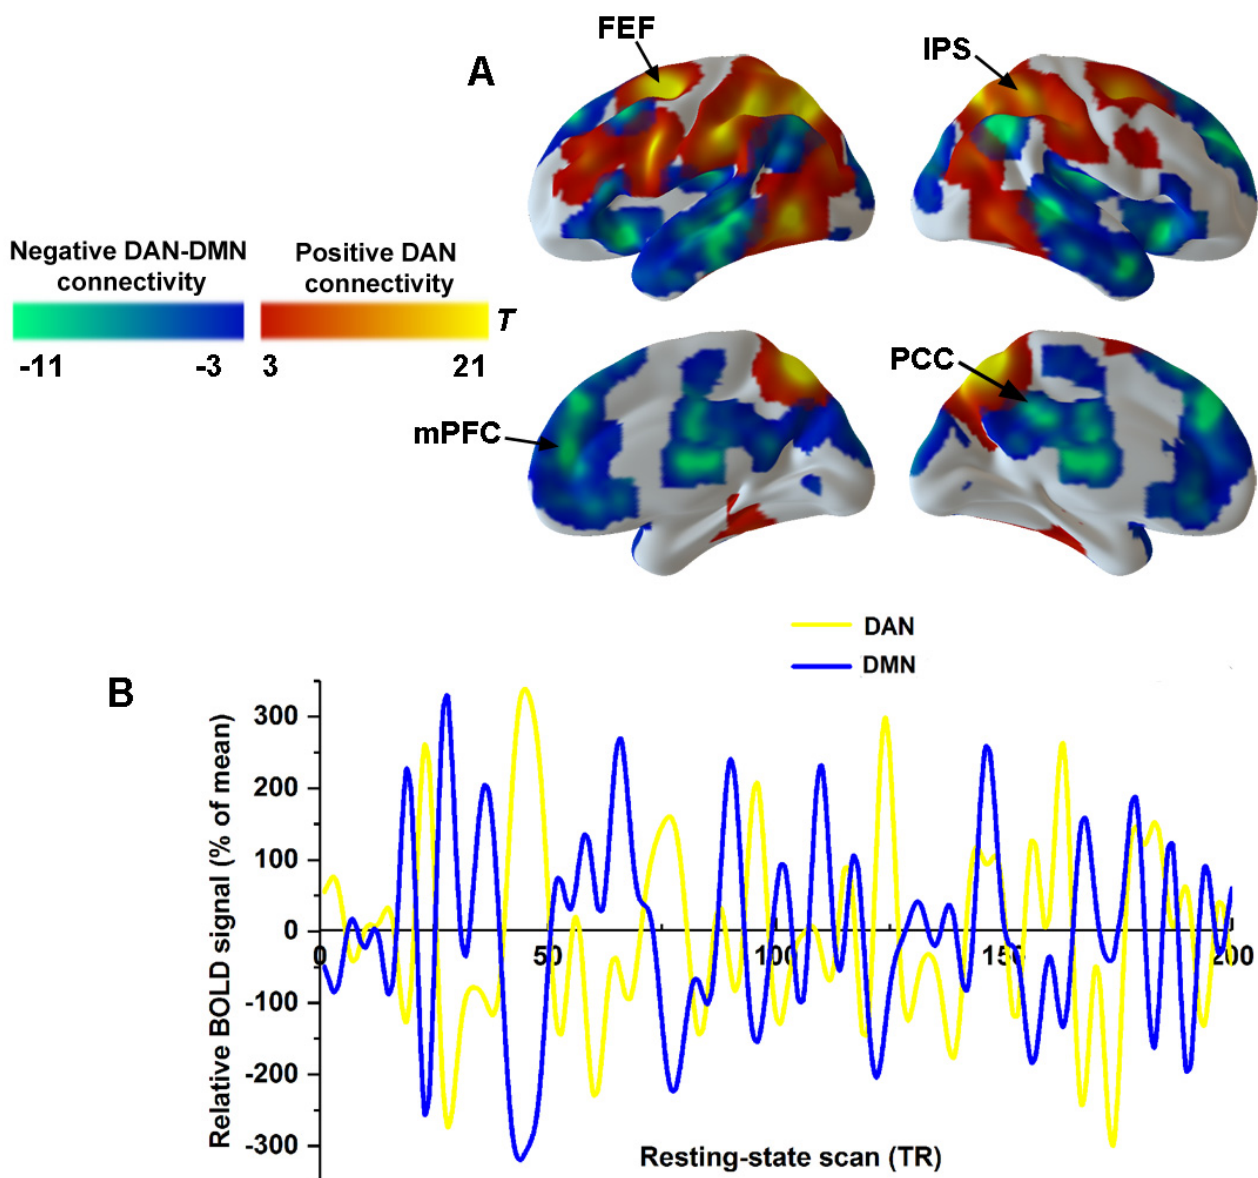 FEF
IPS
A
Negative DAN-DMN
connectivity
Positive DAN
connectivity
T
-11
-3
3
21
PCC
mPFC
DAN
DMN
B
Relative BOLD signal (% of mean)
300
200
100
0
-100
-200
-300
0
50
100
150
200
Resting-state scan (TR)